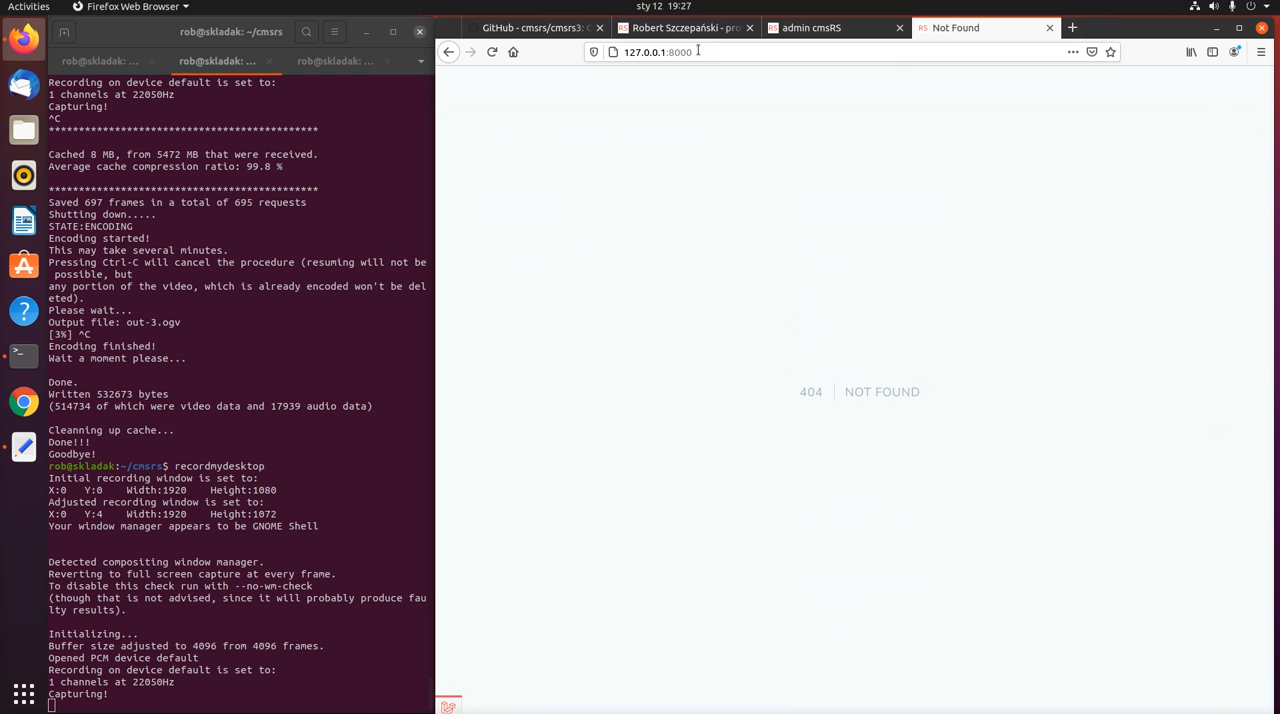 Activities
Firefox Web Browser
sty 12 19:27
rob@skladak: ~/cmsrs
rob@skladak: ...
rob@skladak: ...
rob@skladak: ...
Recording on device default is set to:
1 channels at 22050Hz
Capturing!
^C
*********************************************
Cached 8 MB, from 5472 MB that were received.
Average cache compression ratio: 99.8 %
*********************************************
Saved 697 frames in a total of 695 requests
Shutting down.....
STATE:ENCODING
Encoding started!
This may take several minutes.
Pressing Ctrl-C will cancel the procedure (resuming will not be
possible, but
any portion of the video, which is already encoded won't be del
eted).
Please wait...
Output file: out-3.ogv
[3%] ^C
Encoding finished!
Wait a moment please...
Done.
Written 532673 bytes
(514734 of which were video data and 17939 audio data)
Cleanning up cache...
Done!!!
Goodbye!
rob@skladak:~/cmsrs$ recordmydesktop
Initial recording window is set to:
X:0 Y:0 Width:1920 Height:1080
Adjusted recording window is set to:
X:0 Y:4 Width:1920 Height:1072
Your window manager appears to be GNOME Shell
Detected compositing window manager.
Reverting to full screen capture at every frame.
To disable this check run with --no-wm-check
(though that is not advised, since it will probably produce fau
lty results).
Initializing...
Buffer size adjusted to 4096 from 4096 frames.
Opened PCM device default
Recording on device default is set to:
1 channels at 22050Hz
Capturing!
GitHub - cmsrs/cmsrs3: C
RS Robert Szczepański - pro
RS admin cmsRS
RS Not Found
127.0.0.1:8000
404 NOT FOUND